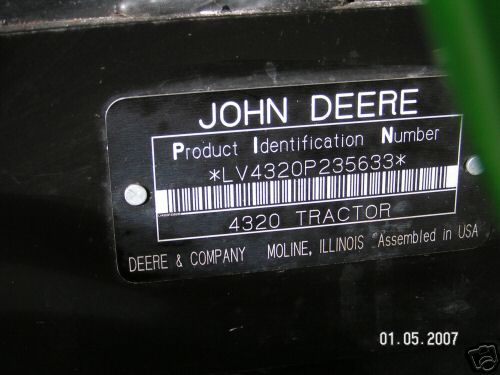 JOHN DEERE
Product Identification Number
*LV4320P235633*
4320 TRACTOR
DEERE & COMPANY MOLINE, ILLINOIS Assembled in USA
01.05.2007